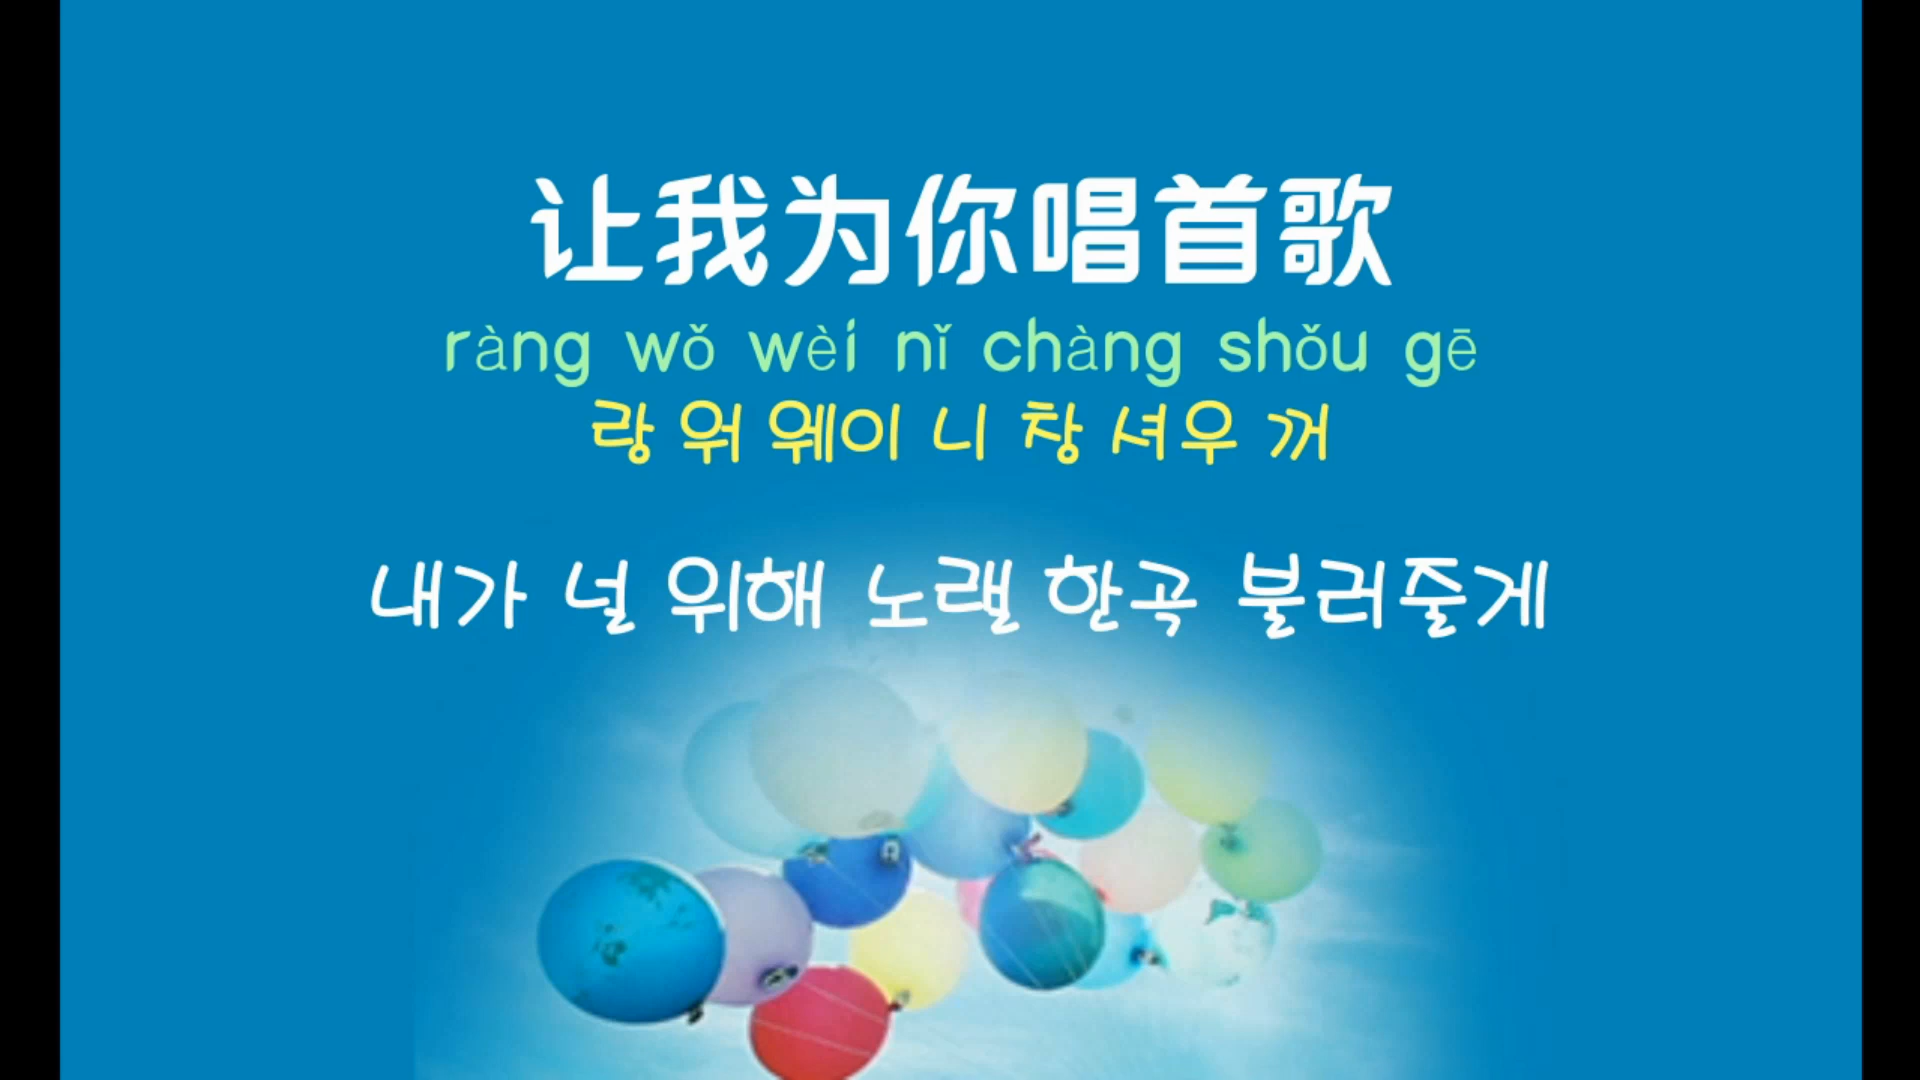 让我为你唱首歌
ràng wǒ wèi nǐ chàng shǒu gē
랑 워 웨이 니 창 셔우 꺼
내가 널 위해 노랠 한곡 불러줄게